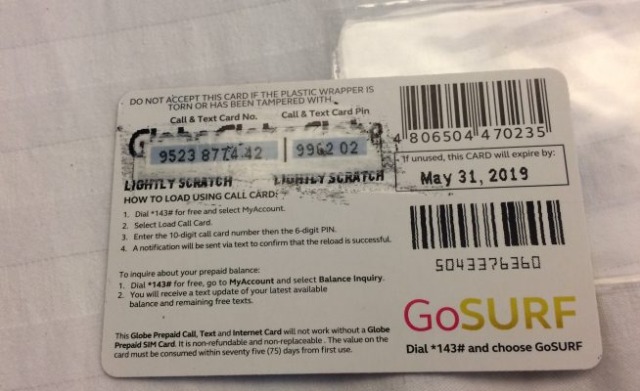 DO NOT ACCEPT THIS CARD IF THE PLASTIC WRAPPER IS
TORN OR HAS BEEN TAMPERED WITH.
Call & Text Card No. Call & Text Card Pin
9523 8774 42 9962 02
LIGHTLY SCRATCH LIGHTLY SCRATCH
HOW TO LOAD USING CALL CARD:
1. Dial *143# for free and select MyAccount.
2. Select Load Call Card.
3. Enter the 10-digit call card number then the 6-digit PIN.
4. A notification will be sent via text to confirm that the reload is successful.
To inquire about your prepaid balance:
1. Dial *143# for free, go to MyAccount and select Balance Inquiry.
2. You will receive a text update of your latest available
balance and remaining free texts.
This Globe Prepaid Call, Text and Internet Card will not work without a Globe
Prepaid SIM Card. It is non-refundable and non-replaceable. The value on the
card must be consumed within seventy five (75) days from first use.
4 806504 470235
If unused, this CARD will expire by:
May 31, 2019
5043376360
GoSURF
Dial *143# and choose GoSURF